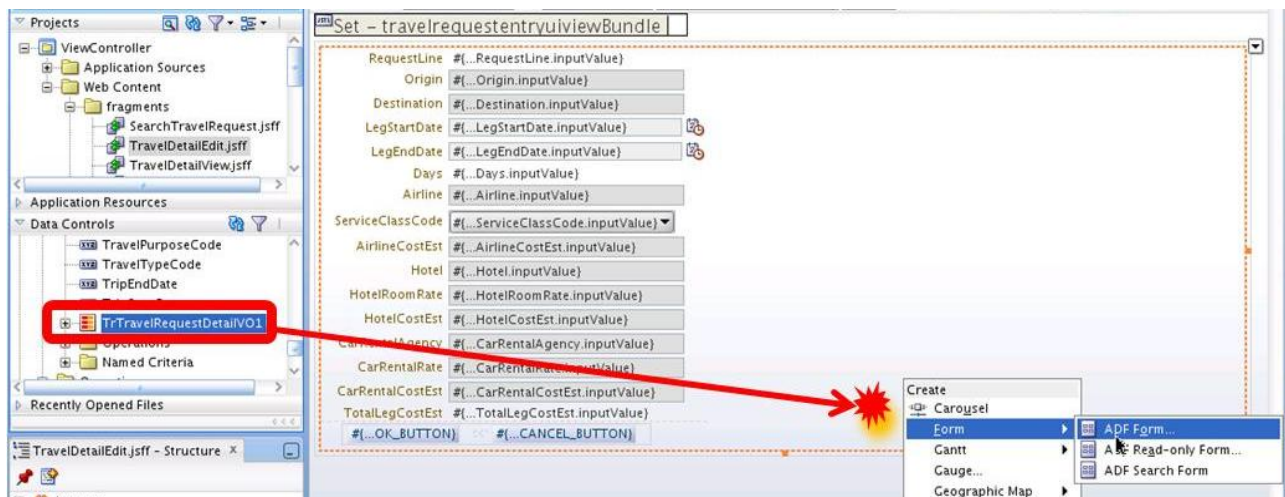 Projects
ViewController
Application Sources
Web Content
fragments
SearchTravelRequest.jsff
TravelDetailEdit.jsff
TravelDetailView.jsff
Application Resources
Data Controls
TravelPurposeCode
TravelTypeCode
TripEndDate
TrTravelRequestDetailVO1
Operations
Named Criteria
Recently Opened Files
TravelDetailEdit.jsff - Structure x
Set - travelrequestentryuiviewBundle
RequestLine #{...RequestLine.inputValue}
Origin #{...Origin.inputValue}
Destination #{...Destination.inputValue}
LegStartDate #{...LegStartDate.inputValue}
LegEndDate #{...LegEndDate.inputValue}
Days #{...Days.inputValue}
Airline #{...Airline.inputValue}
ServiceClassCode #{...ServiceClassCode.inputValue}
AirlineCostEst #{...AirlineCostEst.inputValue}
Hotel #{...Hotel.inputValue}
HotelRoomRate #{...HotelRoomRate.inputValue}
HotelCostEst #{...HotelCostEst.inputValue}
CarRentalAgency #{...CarRentalAgency.inputValue}
CarRentalRate #{...CarRentalRate.inputValue}
CarRentalCostEst #{...CarRentalCostEst.inputValue}
TotalLegCostEst #{...TotalLegCostEst.inputValue}
#{...OK_BUTTON} #{...CANCEL_BUTTON}
Create
Carousel
Form
Gantt
Gauge...
Geographic Map
ADF Form...
ADF Read-only Form...
ADF Search Form